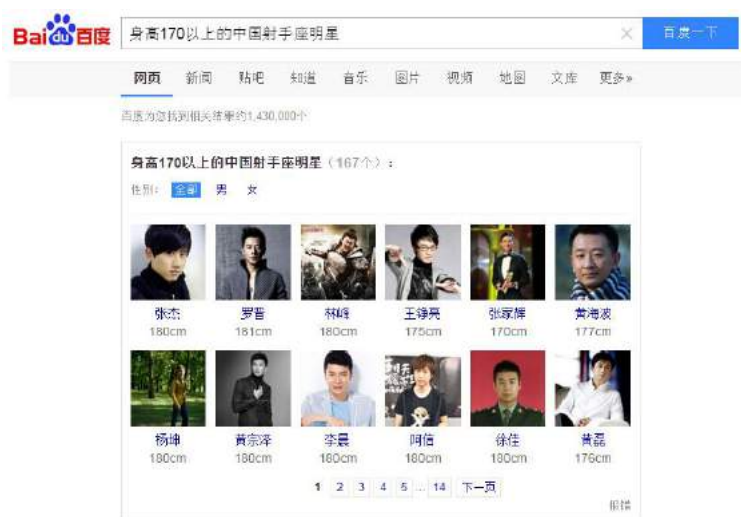 Bai du 百度 身高170以上的中国射手座明星 × 百度一下
网页 新闻 贴吧 知道 音乐 图片 视频 地图 文库 更多»
百度为您找到相关结果约1,430,000个
身高170以上的中国射手座明星（167个）：
性别： 全部 男 女
张杰 罗晋 林峰 王铮亮 张家辉 黄海波
180cm 181cm 180cm 175cm 170cm 177cm
杨坤 黄宗泽 李晨 阿信 徐佳 黄磊
180cm 180cm 180cm 180cm 180cm 176cm
1 2 3 4 5 ... 14 下一页
报错